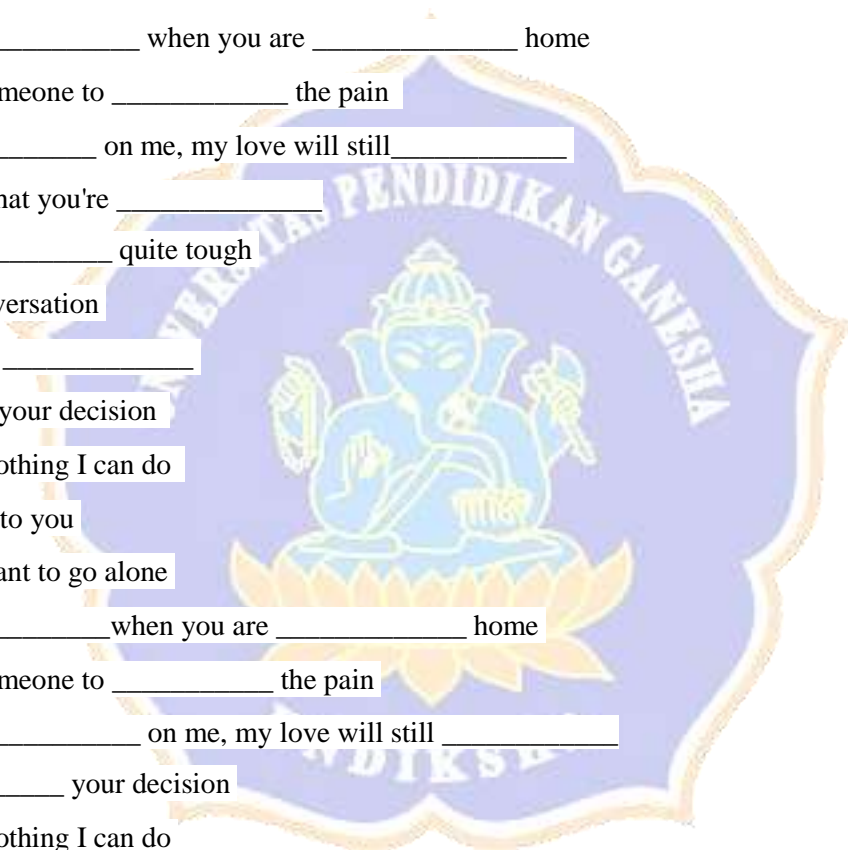 __________ when you are ______________ home
meone to ____________ the pain
_______ on me, my love will still____________
hat you're ______________
________ quite tough
versation
_____________
your decision
othing I can do
to you
ant to go alone
________when you are _____________ home
meone to ___________ the pain
__________ on me, my love will still ____________
_____ your decision
othing I can do
UNIVERSITAS PENDIDIKAN GANESHA
UNDIKSHA